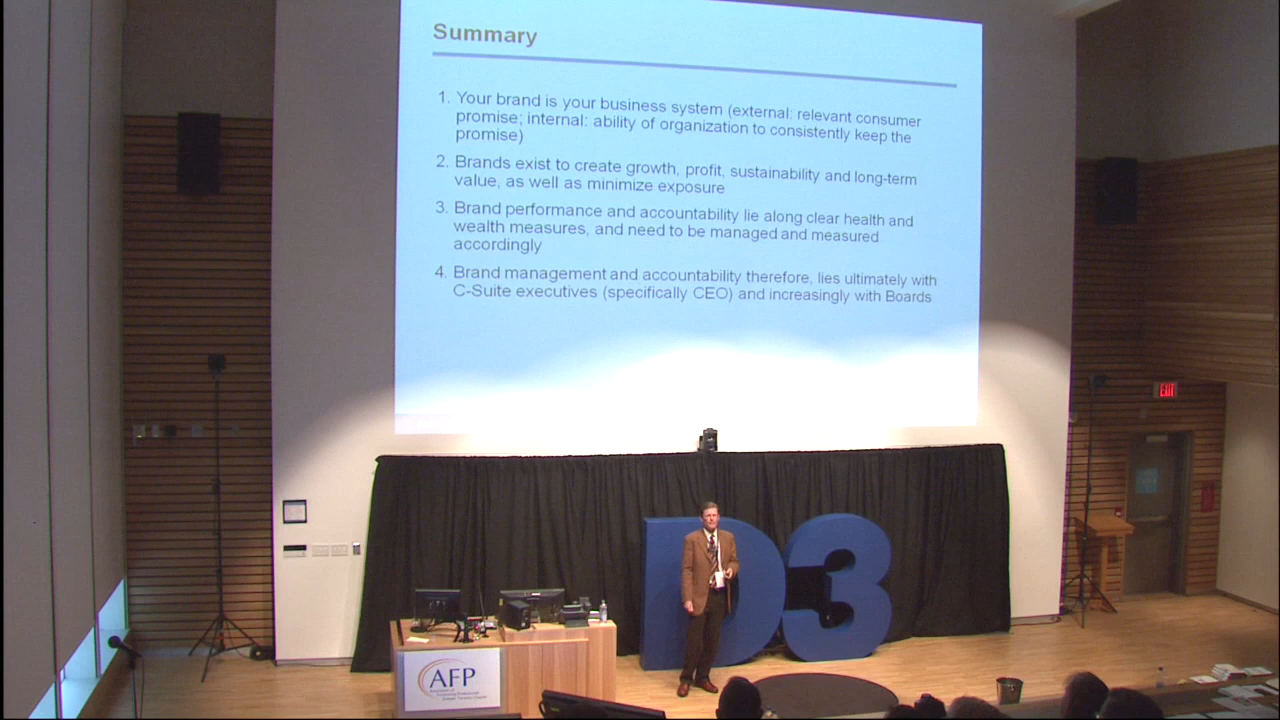 Summary
1. Your brand is your business system (external: relevant consumer
promise; internal: ability of organization to consistently keep the
promise)
2. Brands exist to create growth, profit, sustainability and long-term
value, as well as minimize exposure
3. Brand performance and accountability lie along clear health and
wealth measures, and need to be managed and measured
accordingly
4. Brand management and accountability therefore, lies ultimately with
C-Suite executives (specifically CEO) and increasingly with Boards
EXIT
D3
AFP
Association of
Fundraising Professionals